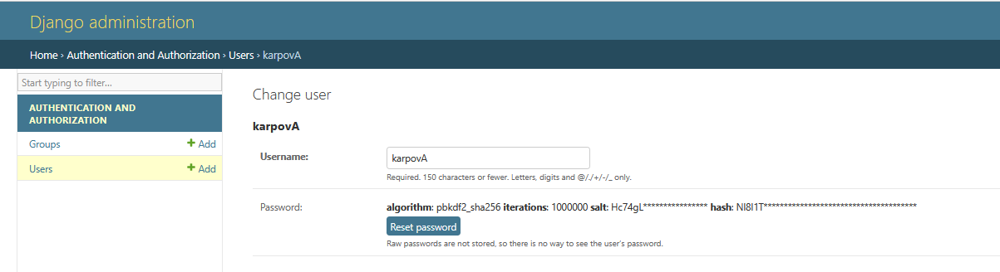 Django administration
Home › Authentication and Authorization › Users › karpovA
Start typing to filter...
AUTHENTICATION AND
AUTHORIZATION
Groups + Add
Users + Add
Change user
karpovA
Username: karpovA
Required. 150 characters or fewer. Letters, digits and @/./+/-/_ only.
Password: algorithm: pbkdf2_sha256 iterations: 1000000 salt: Hc74gL**************** hash: NI8I1T**************************************
Reset password
Raw passwords are not stored, so there is no way to see the user's password.